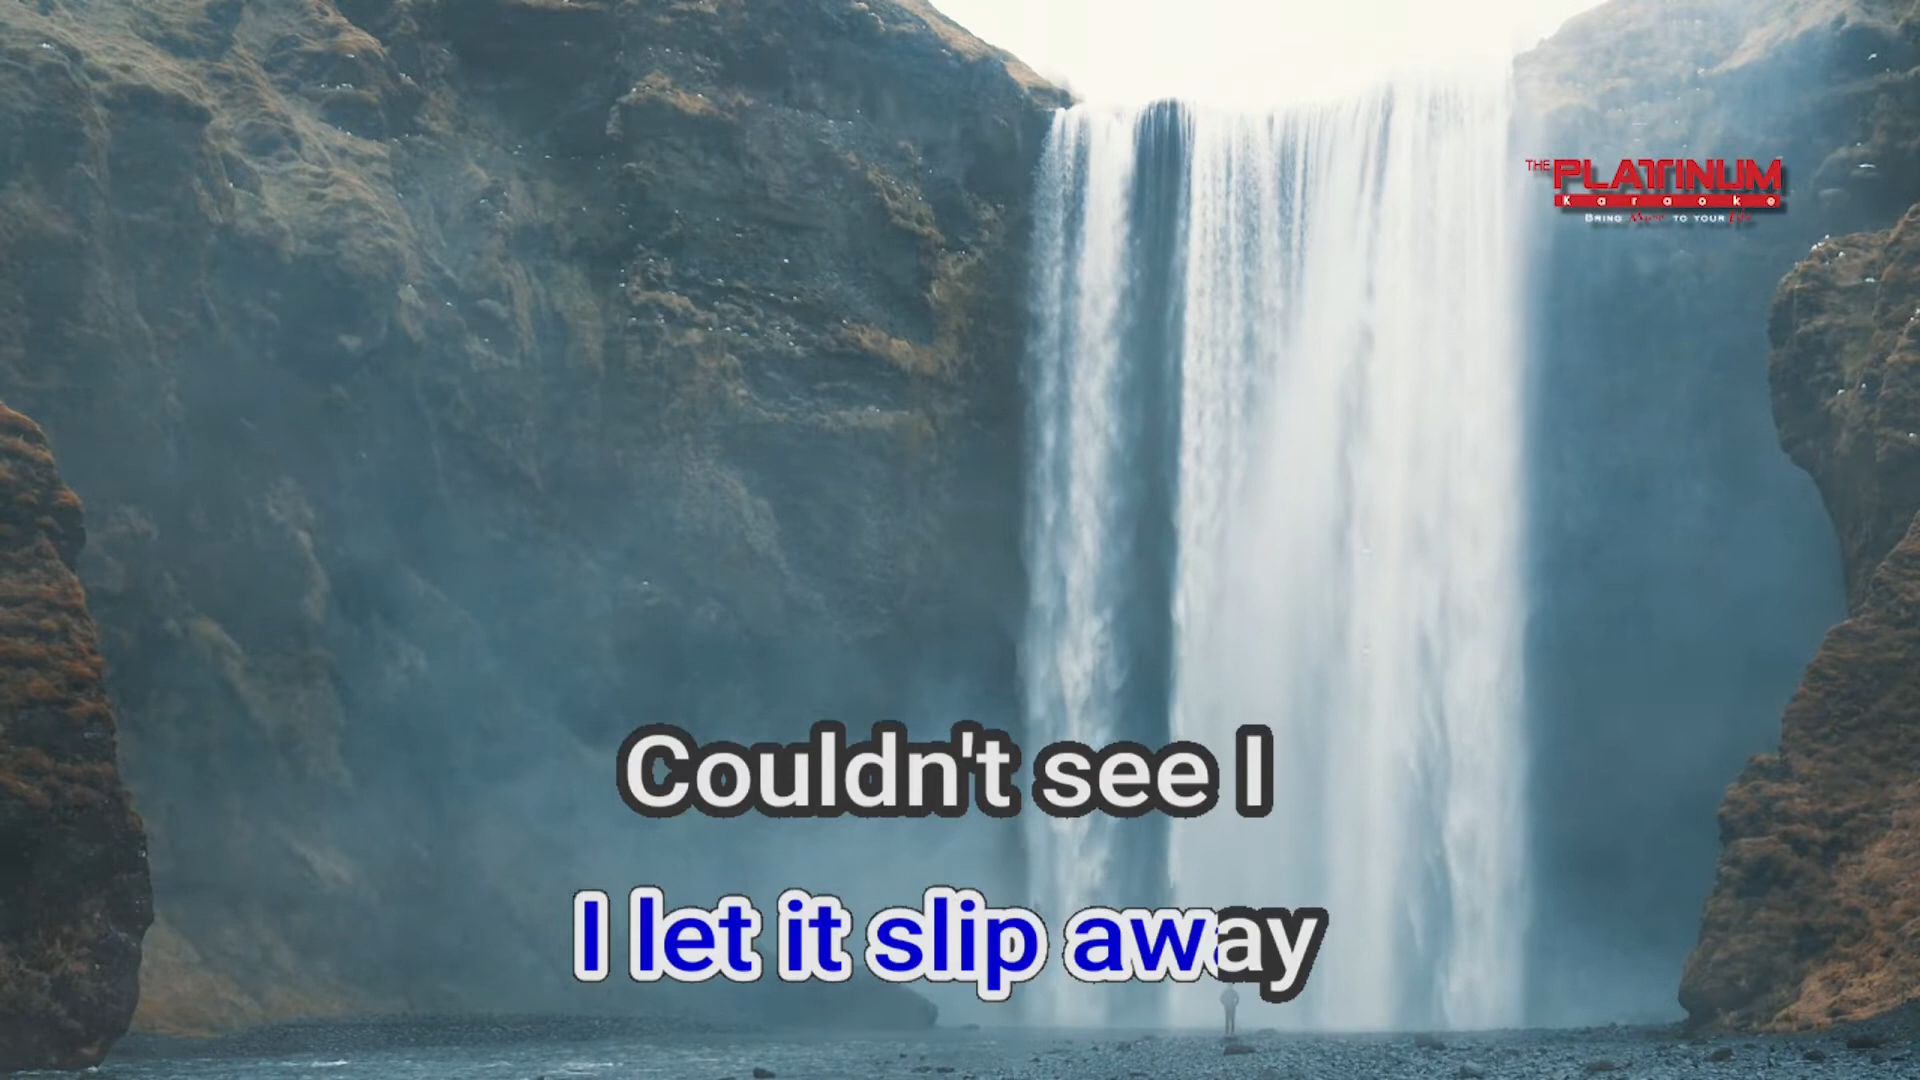 THE PLATINUM
Karaoke
BRING Music TO YOUR Life
Couldn't see I
I let it slip away